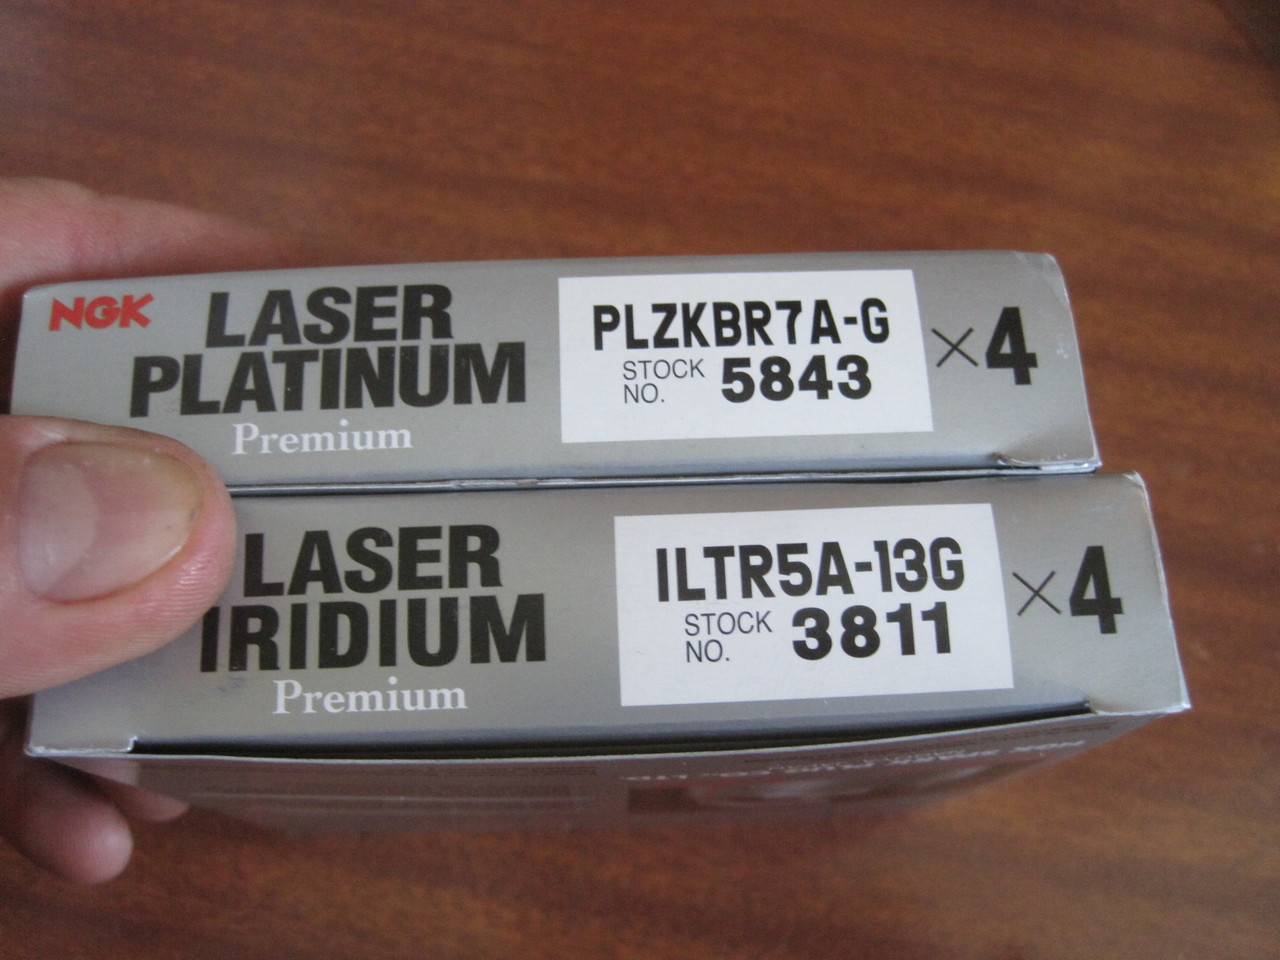 NGK
LASER
PLATINUM
Premium
PLZKBR7A-G
STOCK NO. 5843
×4
LASER
IRIDIUM
Premium
ILTR5A-13G
STOCK NO. 3811
×4